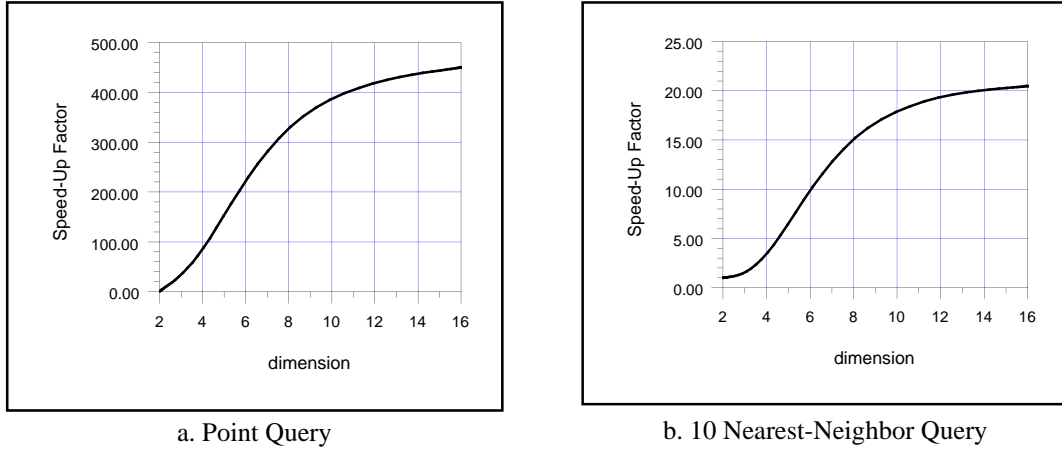 500.00
400.00
300.00
200.00
100.00
0.00
Speed-Up Factor
2 4 6 8 10 12 14 16
dimension
a. Point Query
25.00
20.00
15.00
10.00
5.00
0.00
Speed-Up Factor
2 4 6 8 10 12 14 16
dimension
b. 10 Nearest-Neighbor Query